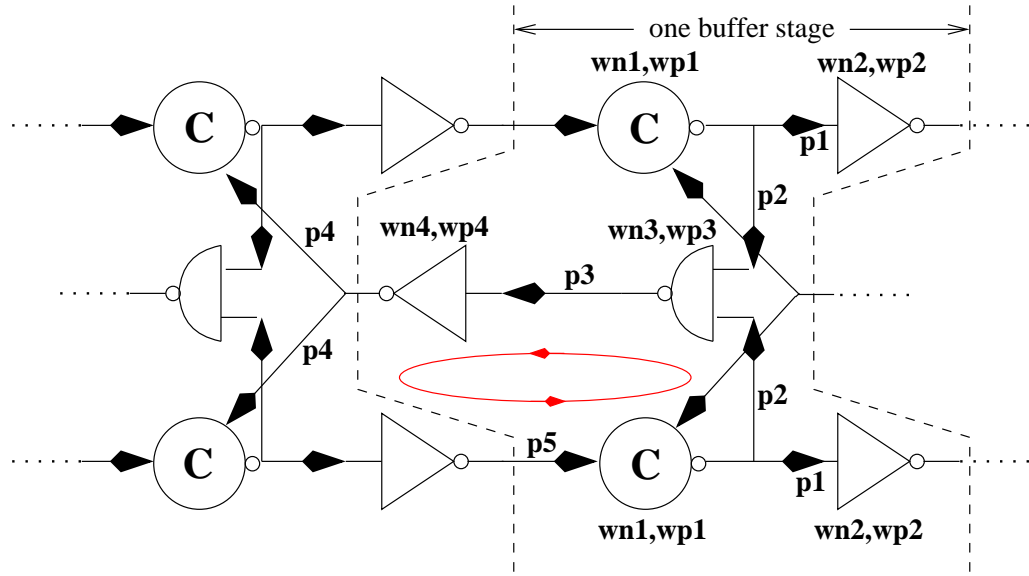 one buffer stage
wn1,wp1
wn2,wp2
C
C
p1
p2
p4
wn4,wp4
wn3,wp3
p3
p4
p2
p5
C
C
p1
wn1,wp1
wn2,wp2